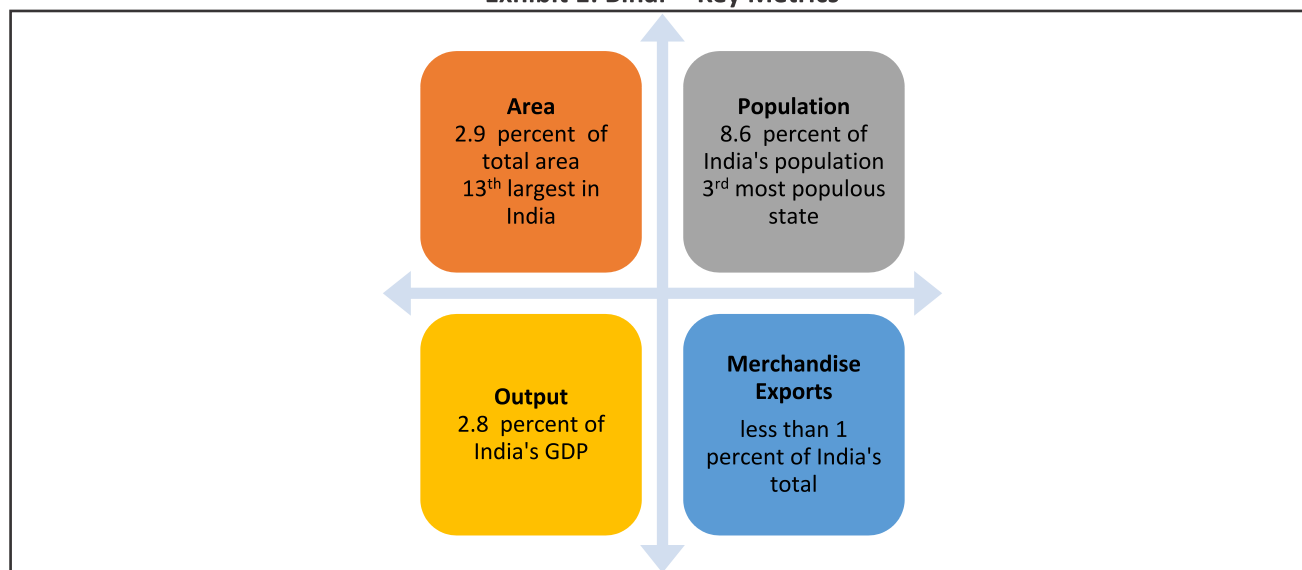 Area
2.9 percent of
total area
13th largest in
India
Population
8.6 percent of
India's population
3rd most populous
state
Output
2.8 percent of
India's GDP
Merchandise
Exports
less than 1
percent of India's
total